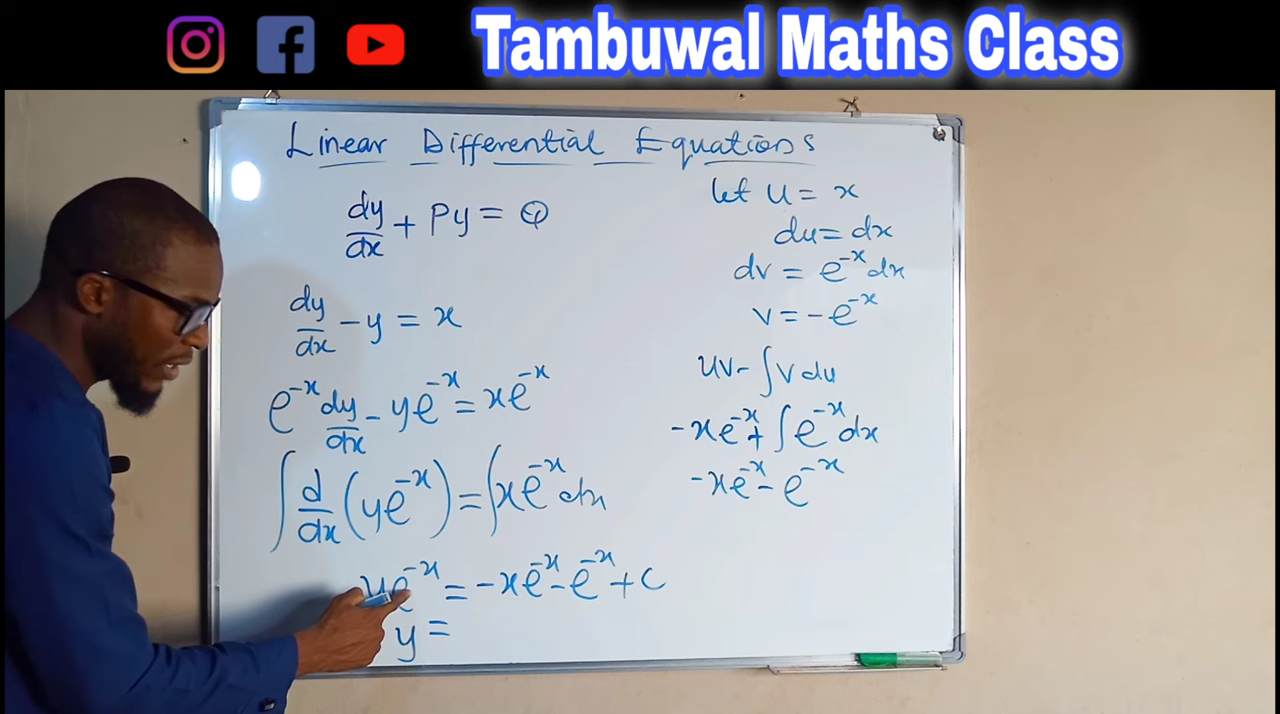 Tambuwal Maths Class
Linear Differential Equations
dy/dx + Py = Q
dy/dx - y = x
e^-x dy/dx - ye^-x = xe^-x
∫ d/dx (ye^-x) = ∫ xe^-x dx
ye^-x = -xe^-x - e^-x + c
y =
let u = x
du = dx
dv = e^-x dx
v = -e^-x
uv - ∫ v du
-xe^-x + ∫ e^-x dx
-xe^-x - e^-x